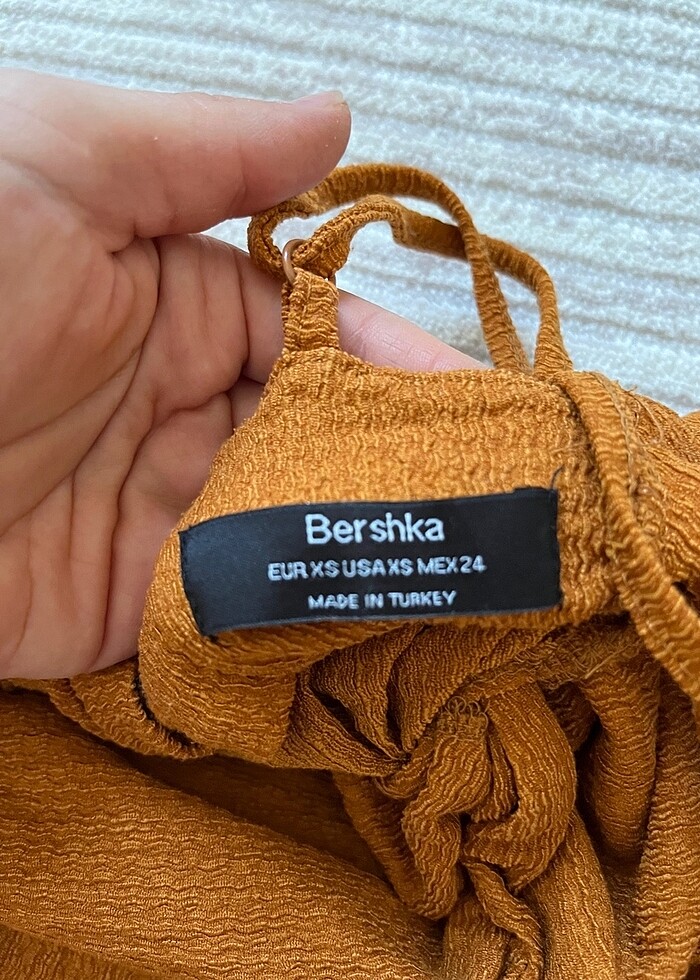 Bershka
EUR XS USA XS MEX 24
MADE IN TURKEY